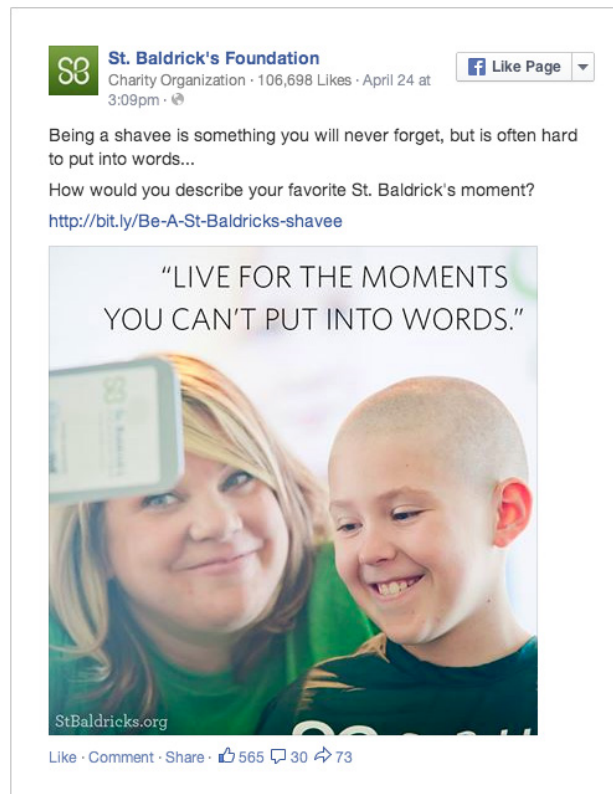 SB
St. Baldrick's Foundation
Charity Organization · 106,698 Likes · April 24 at
3:09pm ·
Like Page
Being a shavee is something you will never forget, but is often hard
to put into words...
How would you describe your favorite St. Baldrick's moment?
http://bit.ly/Be-A-St-Baldricks-shavee
“LIVE FOR THE MOMENTS
YOU CAN’T PUT INTO WORDS.”
StBaldricks.org
Like · Comment · Share · 565 30 73